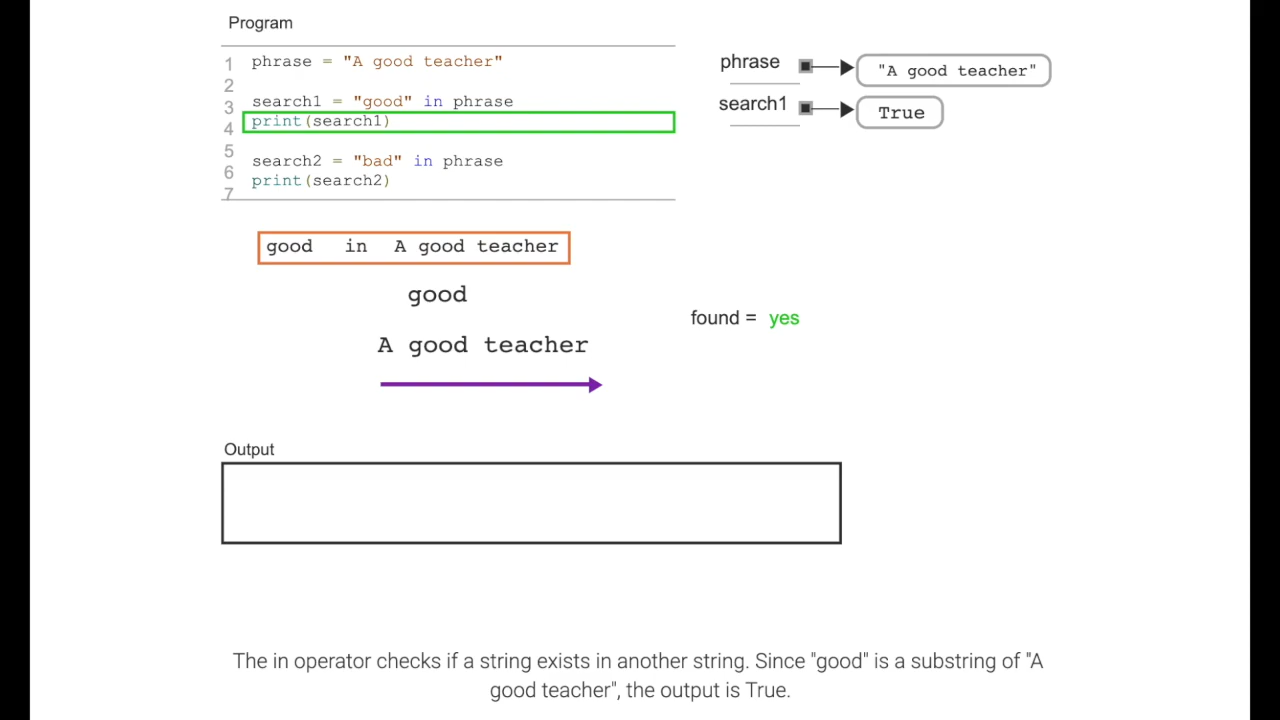 Program
1 phrase = "A good teacher"
2
3 search1 = "good" in phrase
4 print(search1)
5
6 search2 = "bad" in phrase
7 print(search2)
phrase "A good teacher"
search1 True
good in A good teacher
good
found = yes
A good teacher
Output
The in operator checks if a string exists in another string. Since "good" is a substring of "A
good teacher", the output is True.